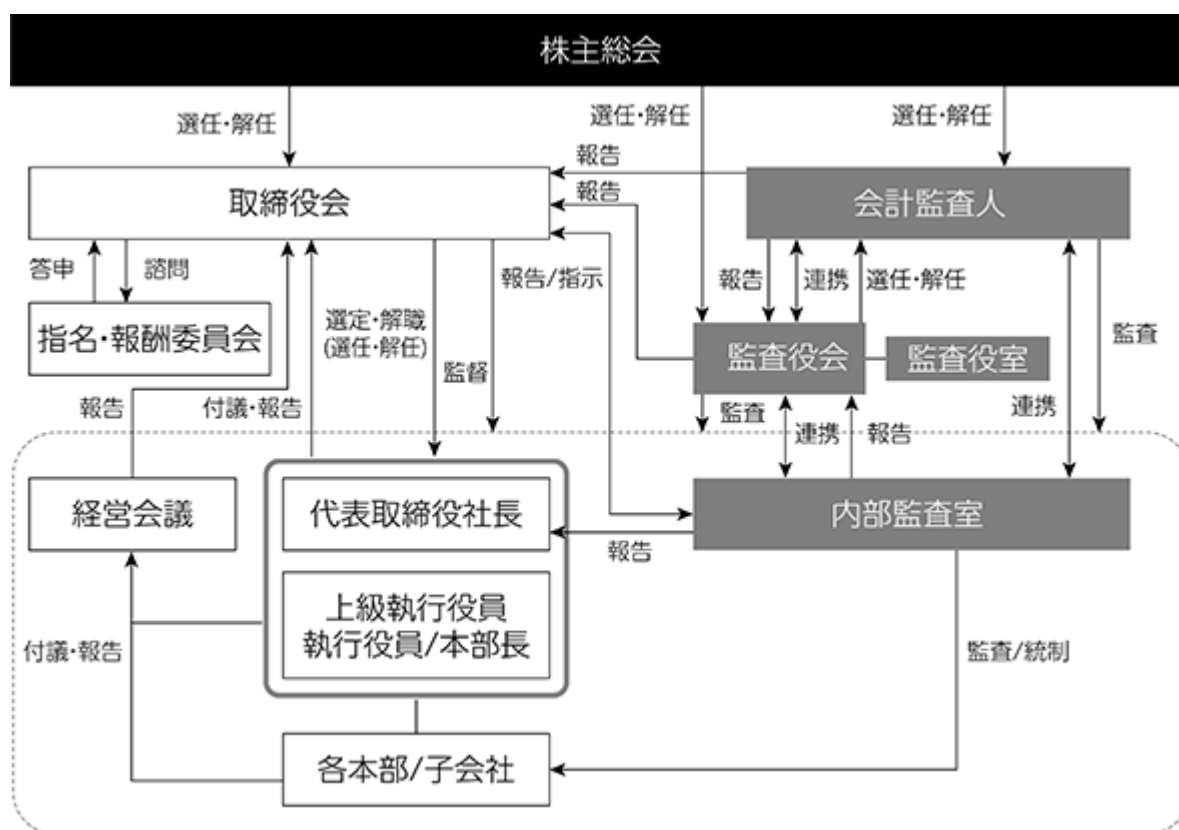 株主総会
選任・解任
選任・解任
選任・解任
報告
取締役会
報告
会計監査人
答申
諮問
報告/指示
報告
連携
選任・解任
指名・報酬委員会
選定・解職
(選任・解任)
監査役会
監査役室
監査
監督
報告
付議・報告
監査
連携
報告
連携
経営会議
代表取締役社長
内部監査室
報告
上級執行役員
執行役員/本部長
付議・報告
監査/統制
各本部/子会社